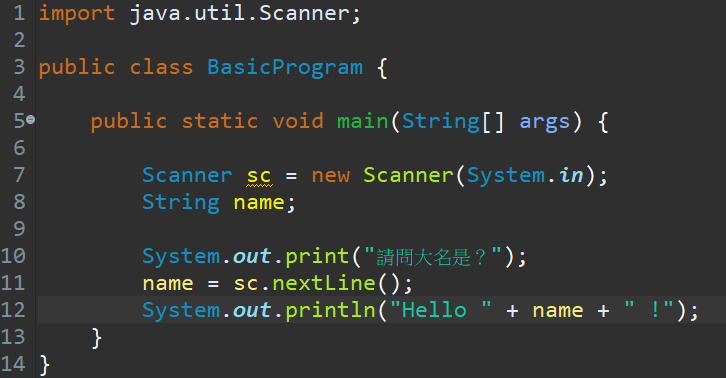 1 import java.util.Scanner;
2
3 public class BasicProgram {
4
5     public static void main(String[] args) {
6
7         Scanner sc = new Scanner(System.in);
8         String name;
9
10         System.out.print("請問大名是？");
11         name = sc.nextLine();
12         System.out.println("Hello " + name + " !");
13     }
14 }